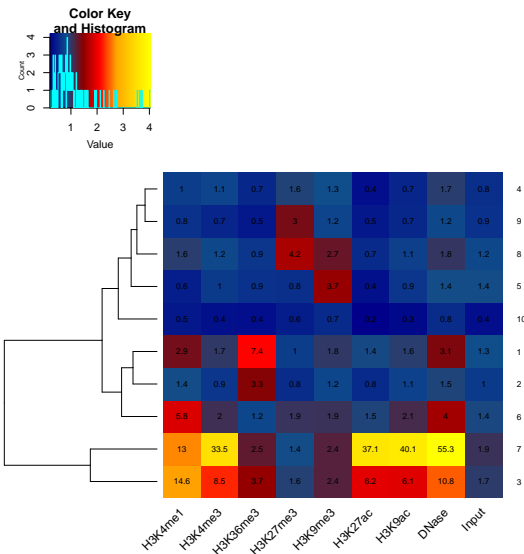 Color Key
and Histogram
Count
0 1 2 3 4
1 2 3 4
Value
1 1.1 0.7 1.6 1.3 0.4 0.7 1.7 0.8 4
0.8 0.7 0.5 3 1.2 0.5 0.7 1.2 0.9 9
1.6 1.2 0.9 4.2 2.7 0.7 1.1 1.8 1.2 8
0.6 1 0.9 0.8 3.7 0.4 0.9 1.4 1.4 5
0.5 0.4 0.4 0.6 0.7 0.3 0.8 0.4 10
2.9 1.7 7.4 1 1.8 1.4 1.6 3.1 1.3 1
1.4 0.9 3.3 0.8 1.2 0.8 1.1 1.5 1 2
5.8 2 1.2 1.9 1.9 1.5 2.1 4 1.4 6
13 33.5 2.5 1.4 2.4 37.1 40.1 55.3 1.9 7
14.6 8.5 3.7 1.6 2.4 6.2 6.1 10.8 1.7 3
H3K4me1 H3K4me3 H3K36me3 H3K27me3 H3K9me3 H3K27ac H3K9ac DNase Input